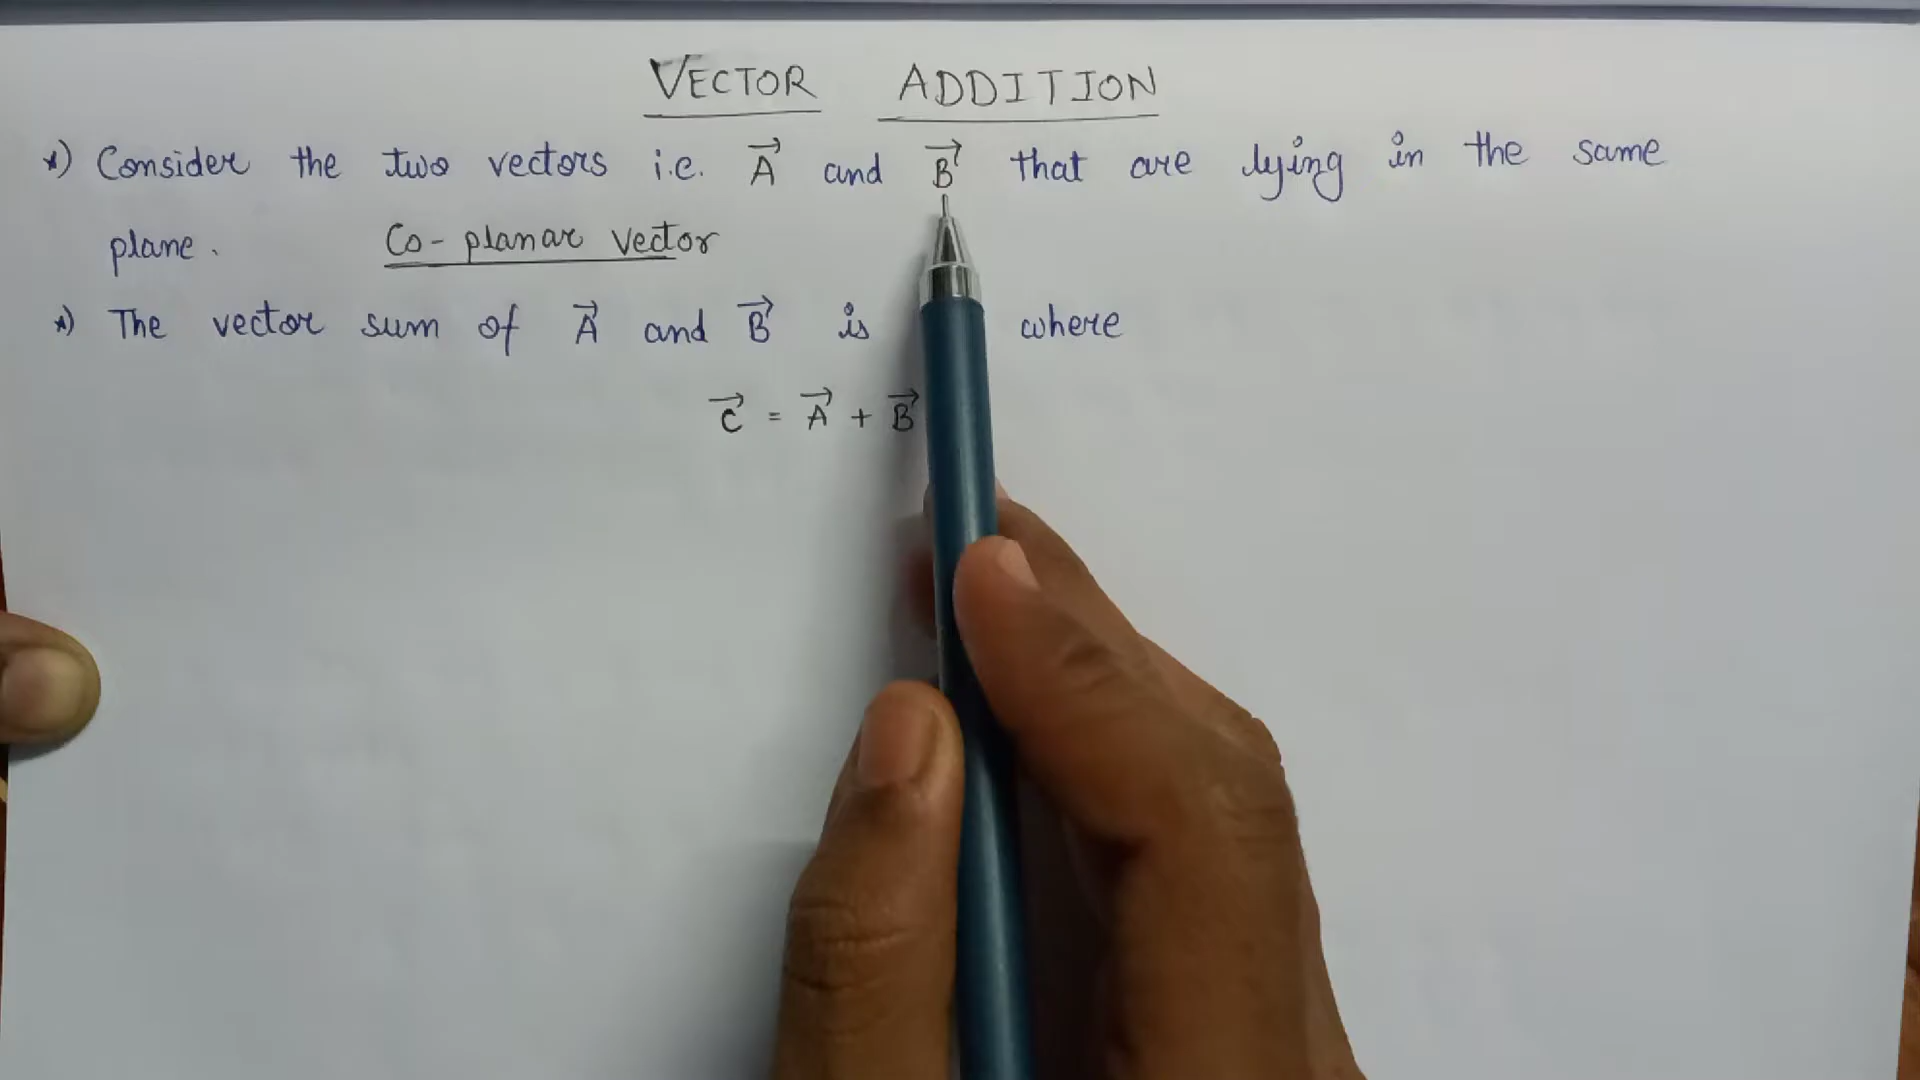 VECTOR ADDITION
*) Consider the two vectors i.e. A⃗ and B⃗ that are lying in the same
plane. Co-planar vector
*) The vector sum of A⃗ and B⃗ is where
C⃗ = A⃗ + B⃗